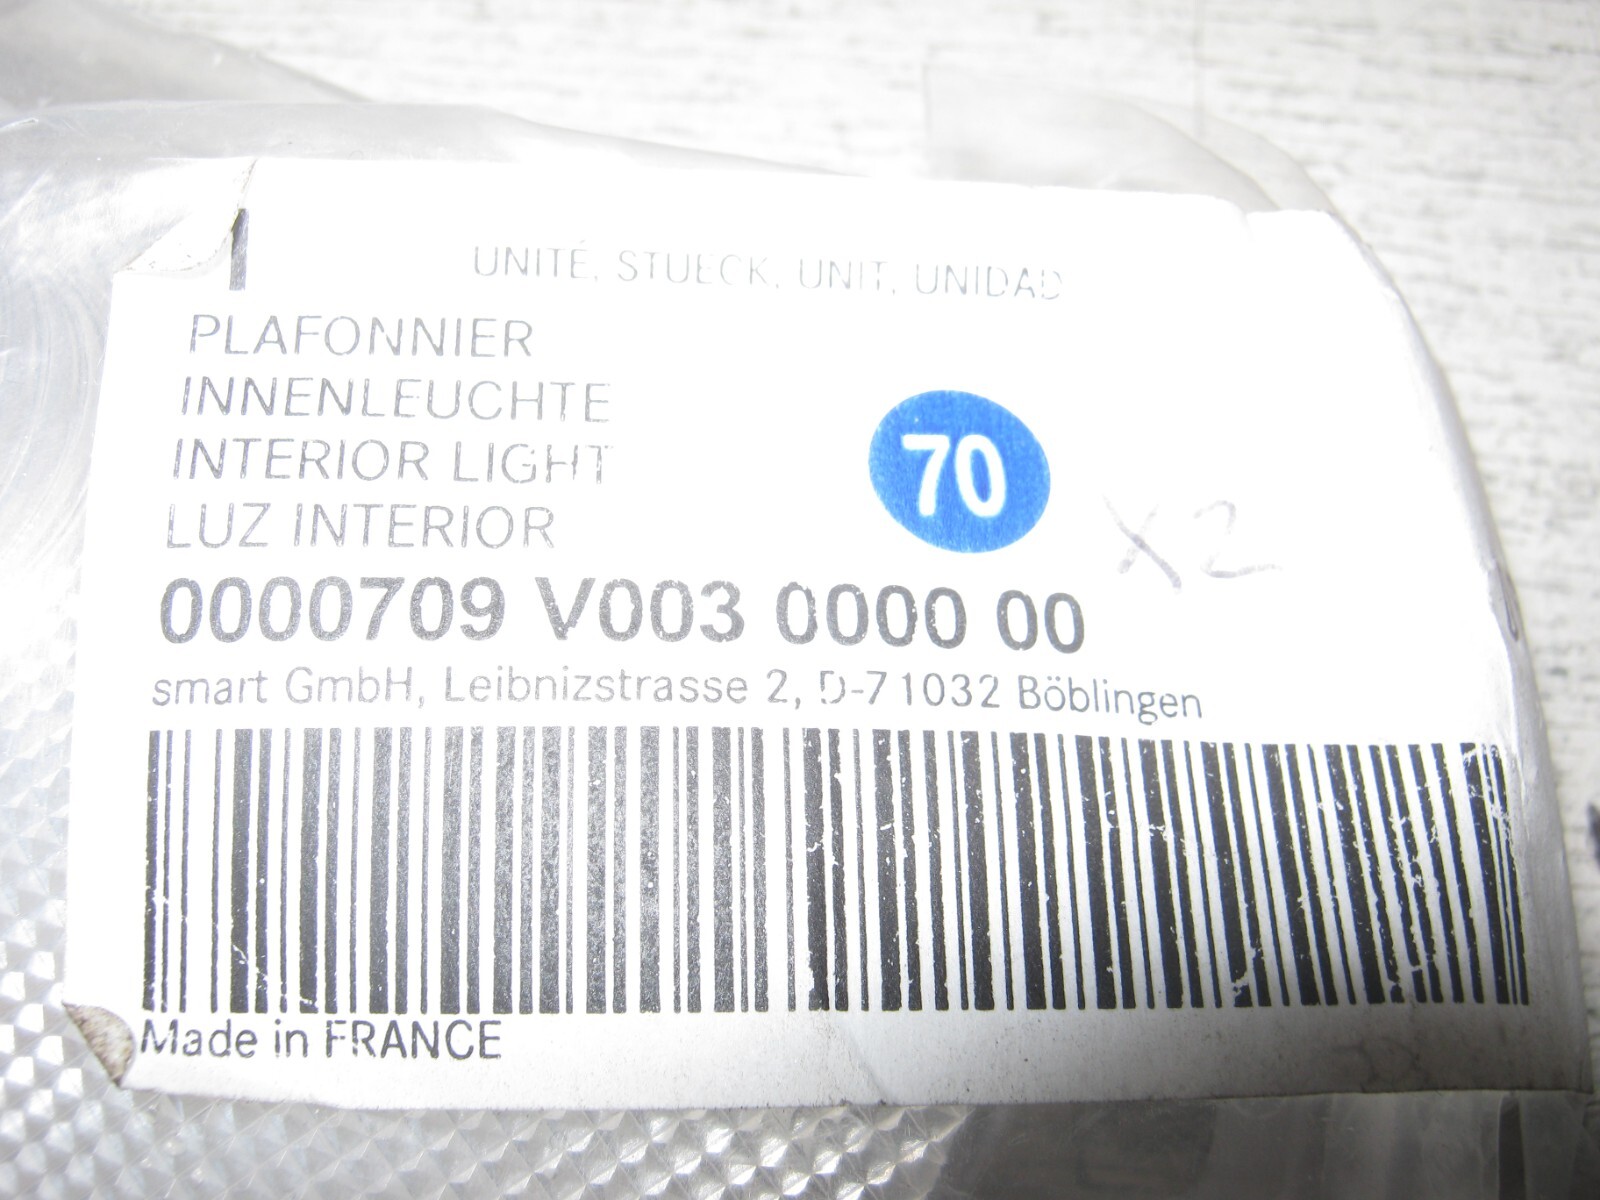 1
UNITÉ, STUECK, UNIT, UNIDAD
PLAFONNIER
INNENLEUCHTE
INTERIOR LIGHT
LUZ INTERIOR
70
X2
0000709 V003 0000 00
smart GmbH, Leibnizstrasse 2, D-71032 Böblingen
Made in FRANCE